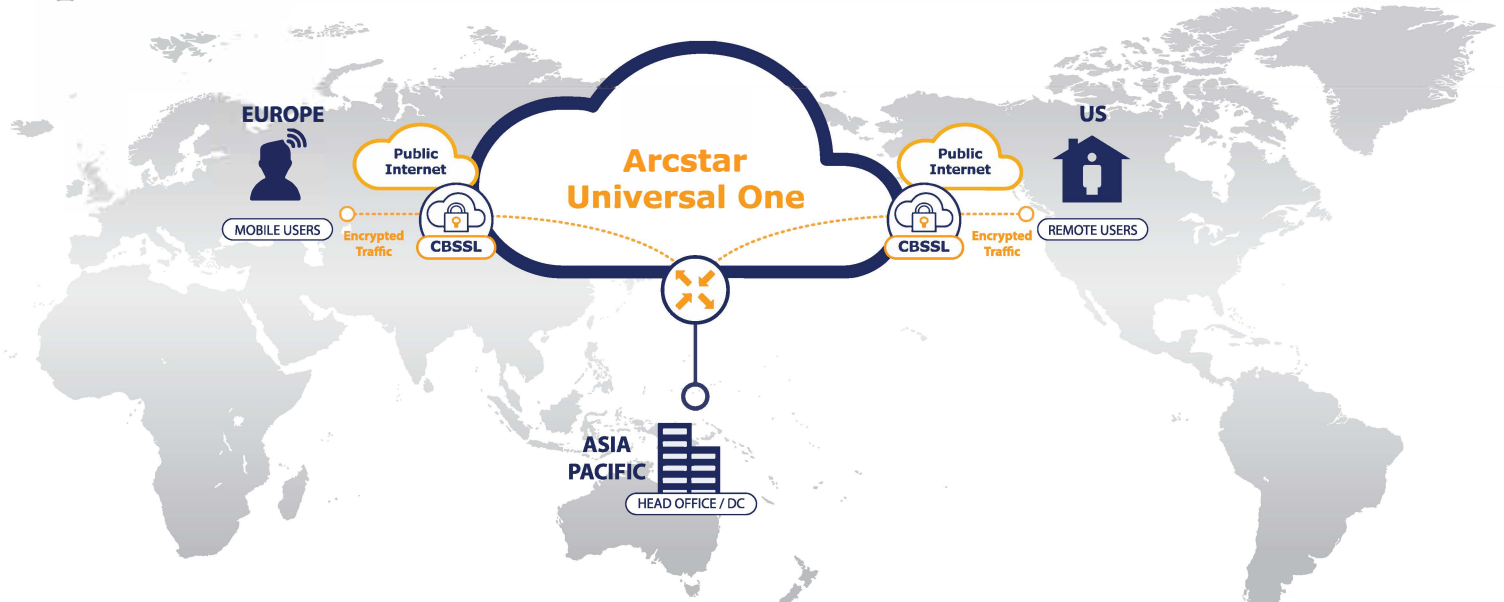 EUROPE
US
Public
Internet
Public
Internet
Arcstar
Universal One
MOBILE USERS
Encrypted
Traffic
CBSSL
CBSSL
Encrypted
Traffic
REMOTE USERS
ASIA
PACIFIC
HEAD OFFICE / DC